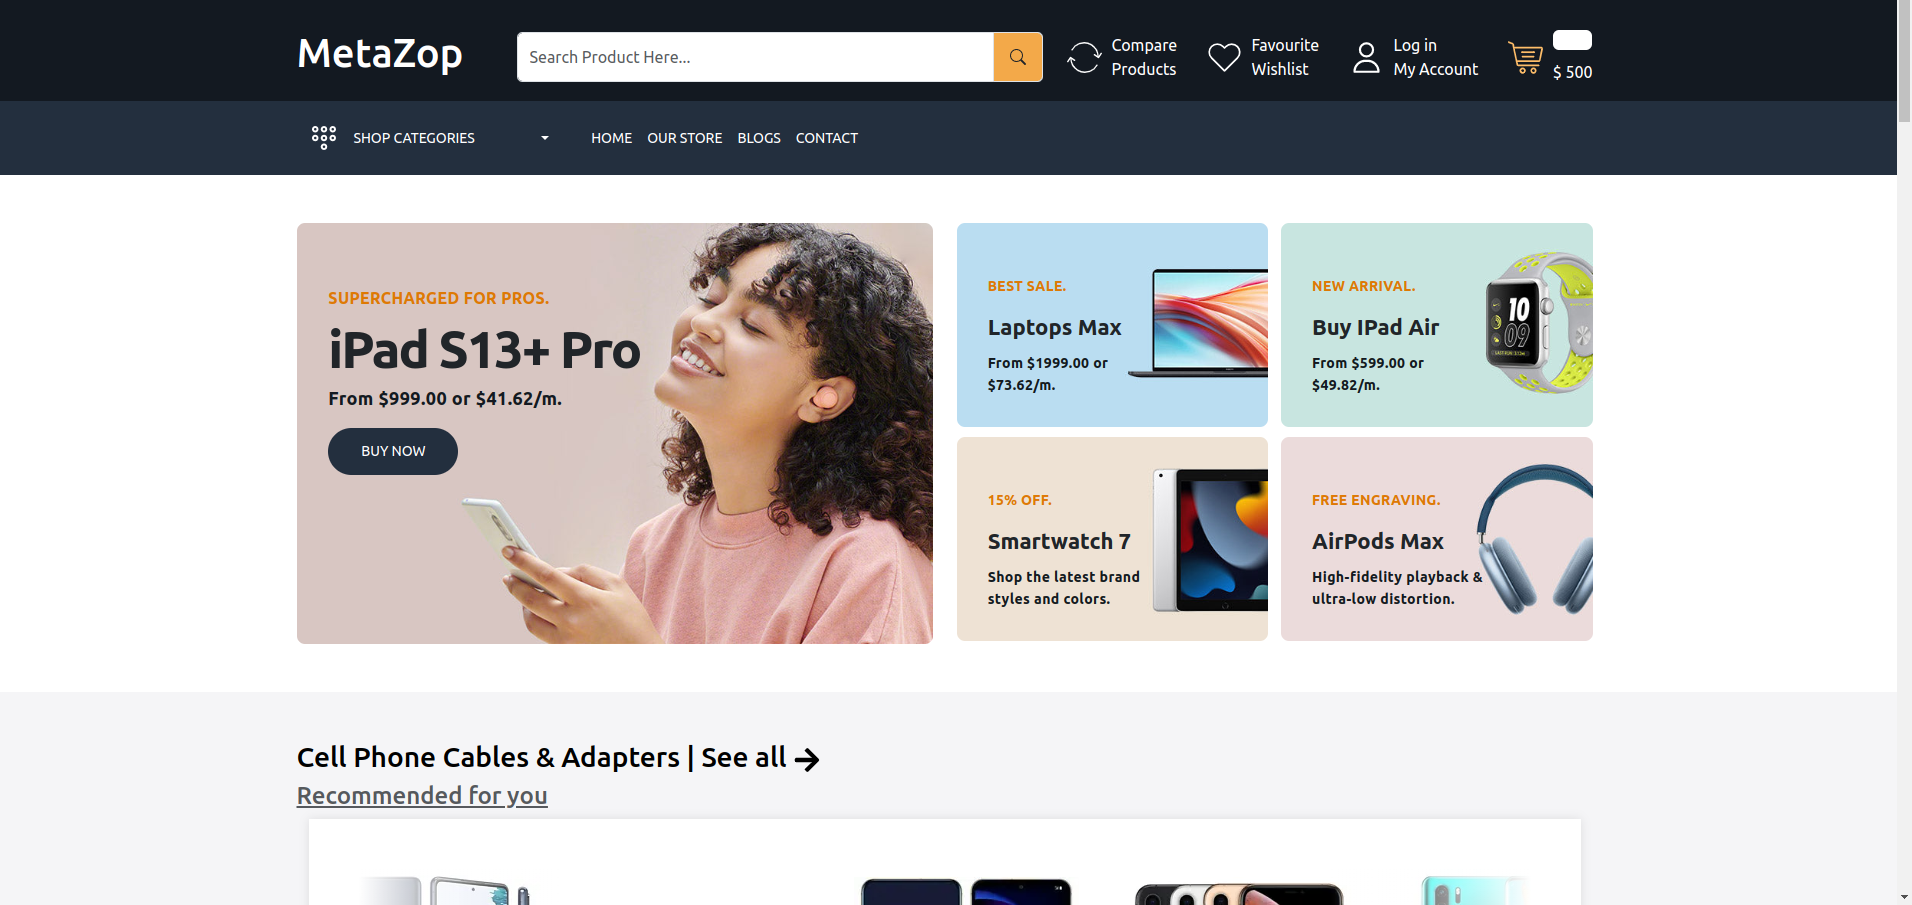 MetaZop
Search Product Here...
Compare
Products
Favourite
Wishlist
Log in
My Account
$ 500
SHOP CATEGORIES
HOME
OUR STORE
BLOGS
CONTACT
SUPERCHARGED FOR PROS.
iPad S13+ Pro
From $999.00 or $41.62/m.
BUY NOW
BEST SALE.
Laptops Max
From $1999.00 or
$73.62/m.
NEW ARRIVAL.
Buy IPad Air
From $599.00 or
$49.82/m.
10
09
15% OFF.
Smartwatch 7
Shop the latest brand
styles and colors.
FREE ENGRAVING.
AirPods Max
High-fidelity playback &
ultra-low distortion.
Cell Phone Cables & Adapters | See all
Recommended for you